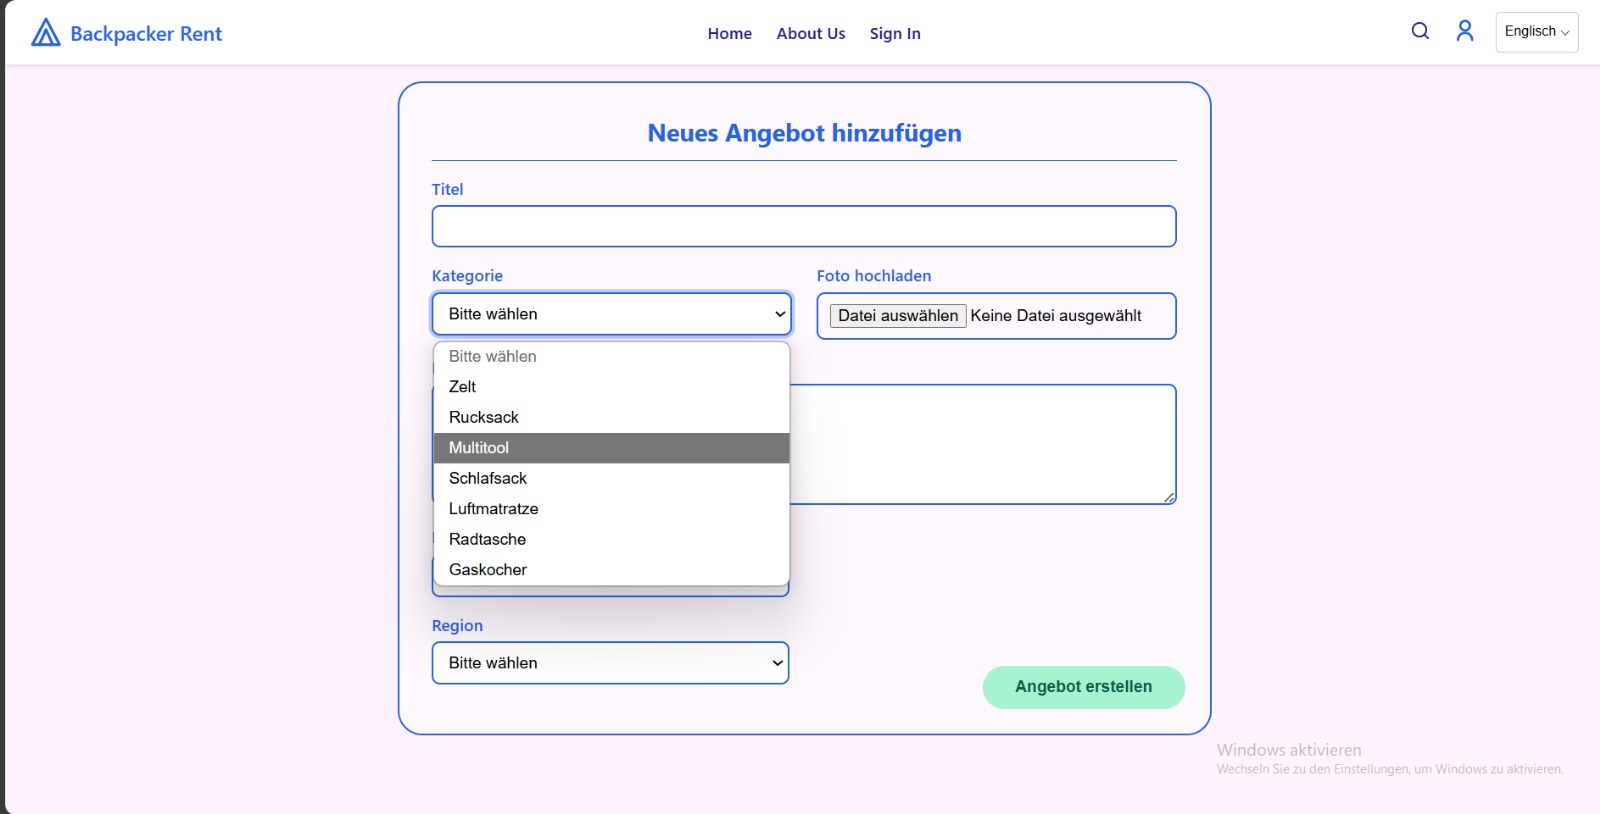 Backpacker Rent
Home About Us Sign In
Englisch
Neues Angebot hinzufügen
Titel
Kategorie
Foto hochladen
Bitte wählen
Datei auswählen Keine Datei ausgewählt
Bitte wählen
Zelt
Rucksack
Multitool
Schlafsack
Luftmatratze
Radtasche
Gaskocher
Region
Bitte wählen
Angebot erstellen
Windows aktivieren
Wechseln Sie zu den Einstellungen, um Windows zu aktivieren.